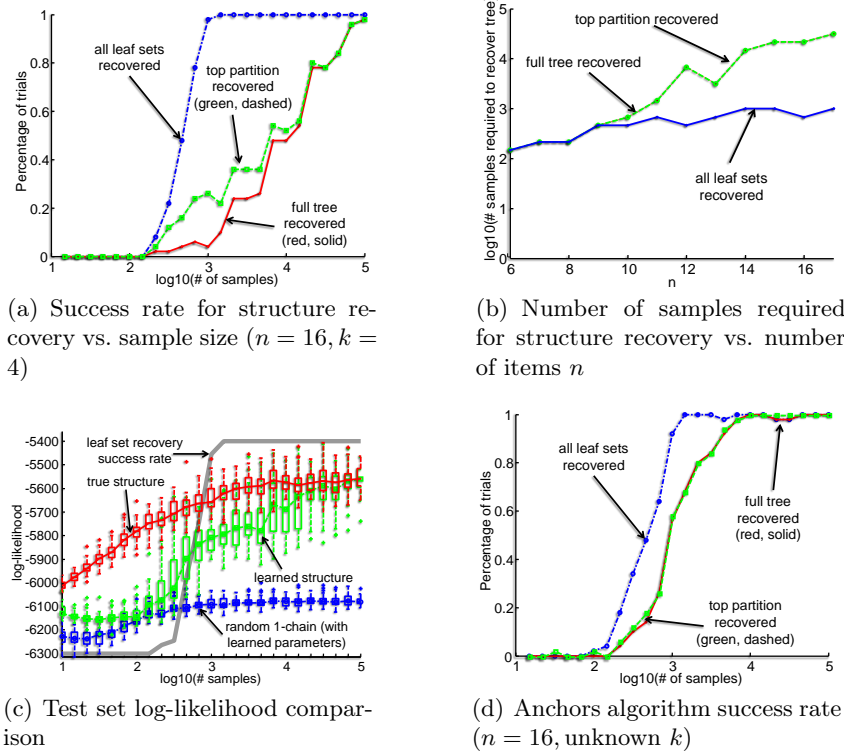 Percentage of trials
1
0.8
0.6
0.4
0.2
0
1
2
3
4
5
log10(# of samples)
all leaf sets
recovered
top partition
recovered
(green, dashed)
full tree
recovered
(red, solid)
(a) Success rate for structure re-
covery vs. sample size (n = 16, k =
4)
log10(# samples required to recover tree)
5
4
3
2
1
0
6
8
10
12
14
16
n
top partition recovered
full tree recovered
all leaf sets
recovered
(b) Number of samples required
for structure recovery vs. number
of items n
log-likelihood
-5400
-5500
-5600
-5700
-5800
-5900
-6000
-6100
-6200
-6300
1
2
3
4
5
log10(# samples)
leaf set recovery
success rate
true structure
learned structure
random 1-chain (with
learned parameters)
(c) Test set log-likelihood compar-
ison
Percentage of trials
1
0.8
0.6
0.4
0.2
0
1
2
3
4
5
log10(# of samples)
all leaf sets
recovered
full tree
recovered
(red, solid)
top partition
recovered
(green, dashed)
(d) Anchors algorithm success rate
(n = 16, unknown k)